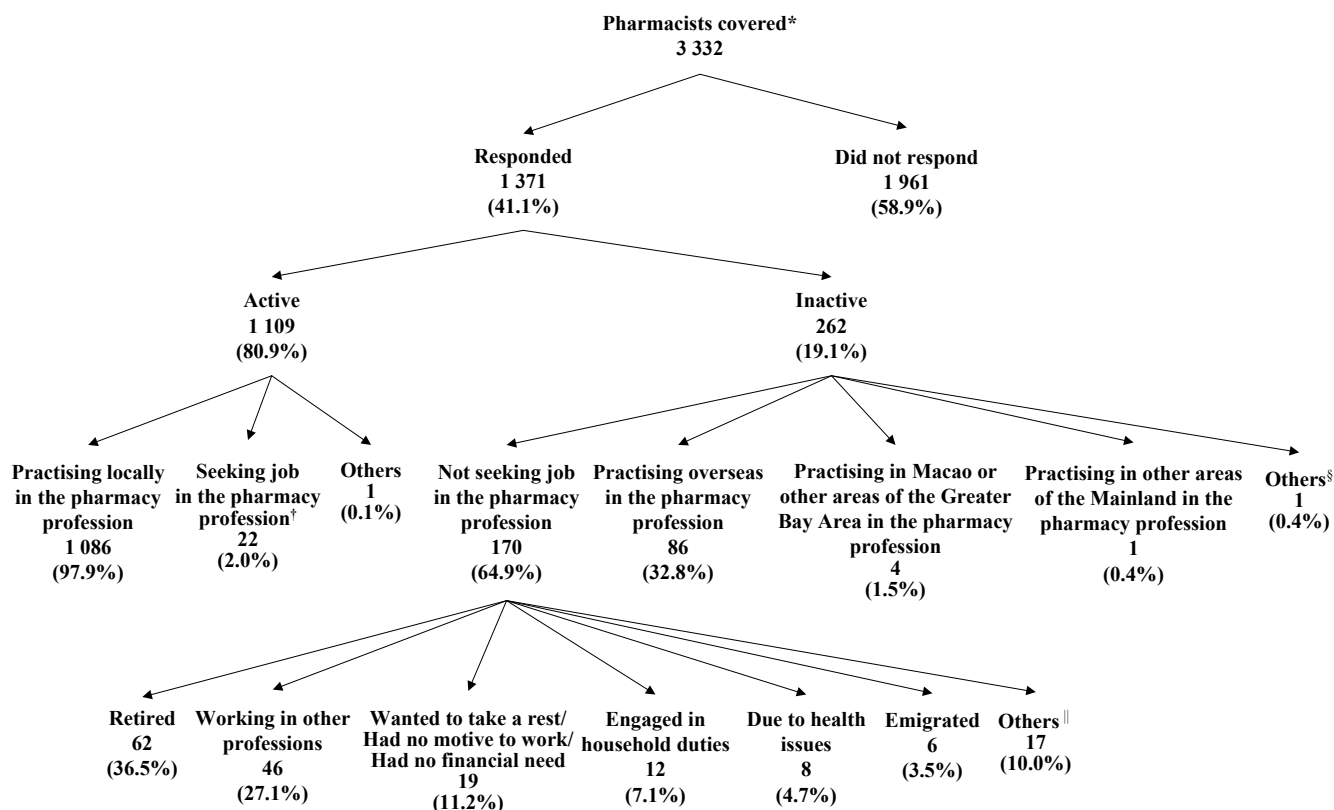 Pharmacists covered*
3 332
Responded
1 371
(41.1%)
Did not respond
1 961
(58.9%)
Active
1 109
(80.9%)
Inactive
262
(19.1%)
Practising locally
in the pharmacy
profession
1 086
(97.9%)
Seeking job
in the pharmacy
profession†
22
(2.0%)
Others
1
(0.1%)
Not seeking job
in the pharmacy
profession
170
(64.9%)
Practising overseas
in the pharmacy
profession
86
(32.8%)
Practising in Macao or
other areas of the Greater
Bay Area in the pharmacy
profession
4
(1.5%)
Practising in other areas
of the Mainland in the
pharmacy profession
1
(0.4%)
Others§
1
(0.4%)
Retired
62
(36.5%)
Working in other
professions
46
(27.1%)
Wanted to take a rest/
Had no motive to work/
Had no financial need
19
(11.2%)
Engaged in
household duties
12
(7.1%)
Due to health
issues
8
(4.7%)
Emigrated
6
(3.5%)
Others‖
17
(10.0%)